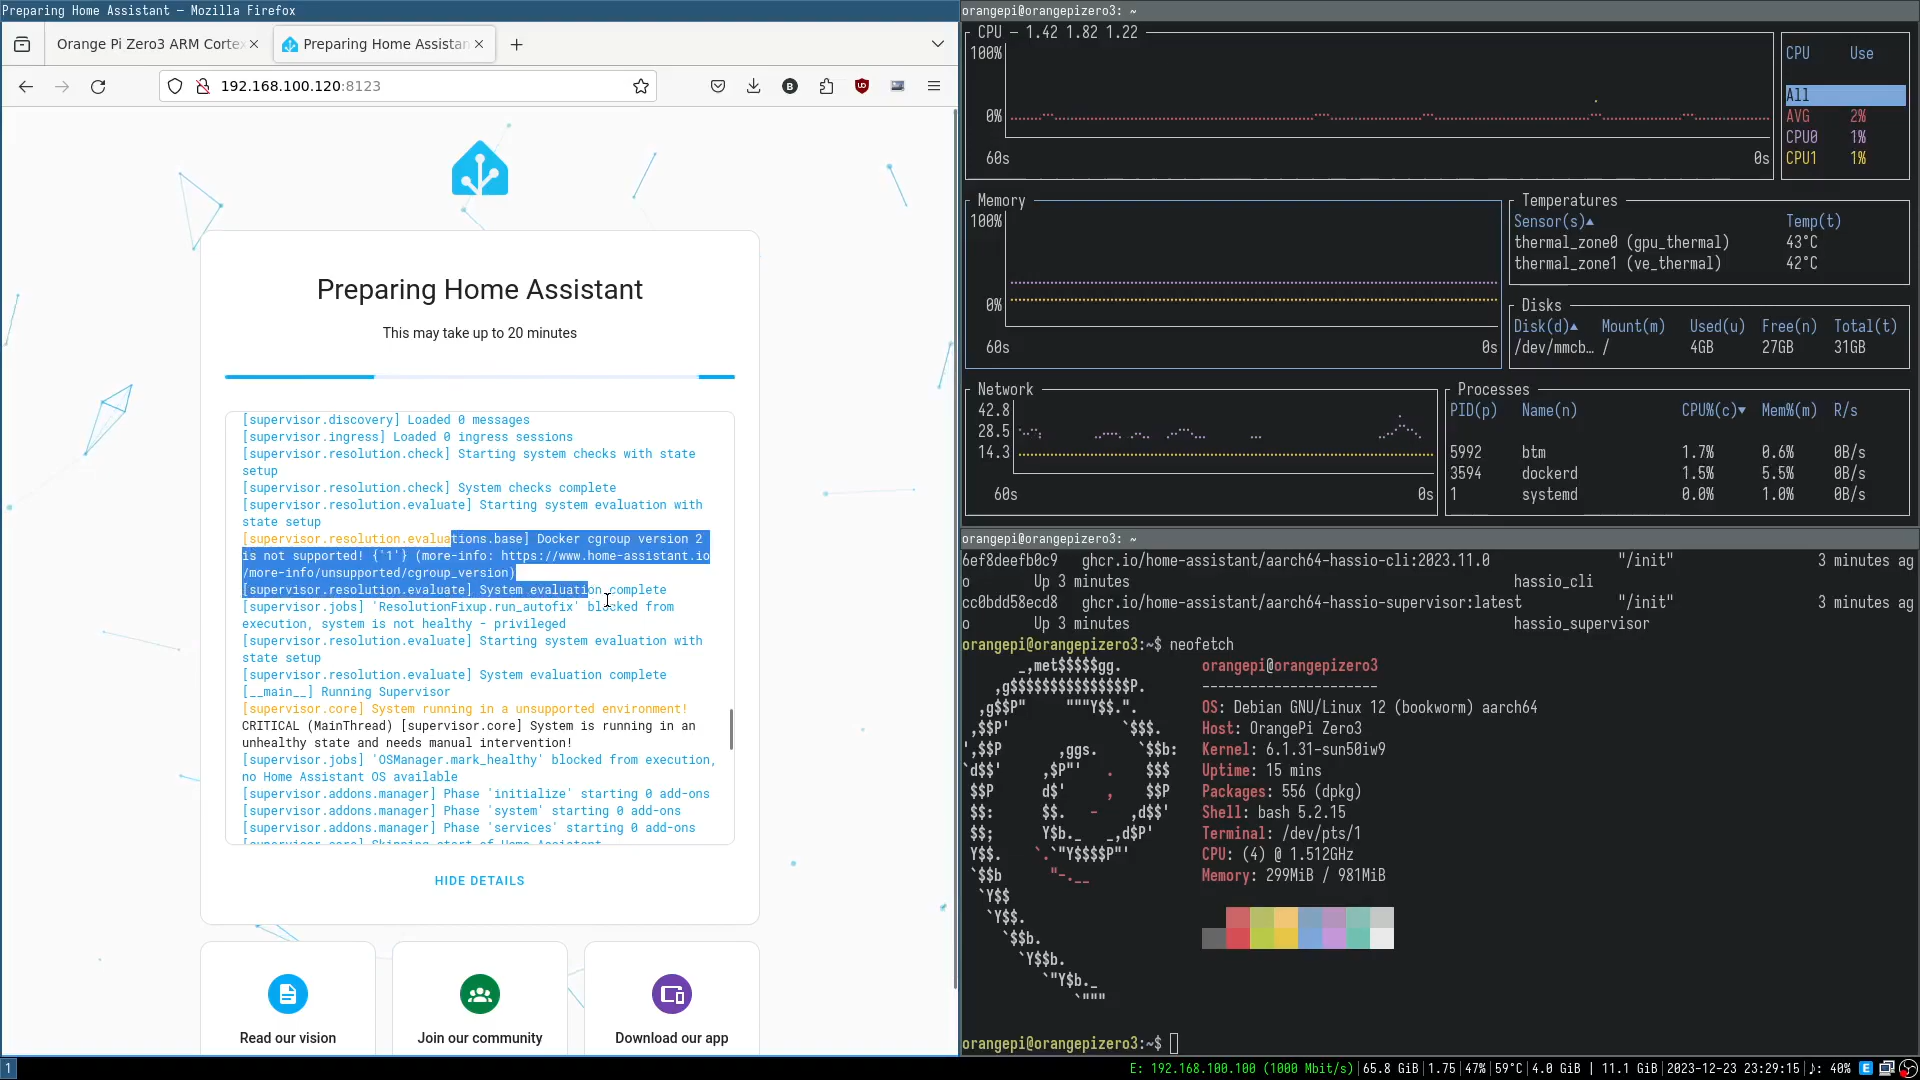 Preparing Home Assistant — Mozilla Firefox
Orange Pi Zero3 ARM Corte
Preparing Home Assistan
192.168.100.120:8123
Preparing Home Assistant
This may take up to 20 minutes
[supervisor.discovery] Loaded 0 messages
[supervisor.ingress] Loaded 0 ingress sessions
[supervisor.resolution.check] Starting system checks with state
setup
[supervisor.resolution.check] System checks complete
[supervisor.resolution.evaluate] Starting system evaluation with
state setup
[supervisor.resolution.evaluations.base] Docker cgroup version 2
is not supported! {'1'} (more-info: https://www.home-assistant.io
/more-info/unsupported/cgroup_version)
[supervisor.resolution.evaluate] System evaluation complete
[supervisor.jobs] 'ResolutionFixup.run_autofix' blocked from
execution, system is not healthy - privileged
[supervisor.resolution.evaluate] Starting system evaluation with
state setup
[supervisor.resolution.evaluate] System evaluation complete
[__main__] Running Supervisor
[supervisor.core] System running in a unsupported environment!
CRITICAL (MainThread) [supervisor.core] System is running in an
unhealthy state and needs manual intervention!
[supervisor.jobs] 'OSManager.mark_healthy' blocked from execution,
no Home Assistant OS available
[supervisor.addons.manager] Phase 'initialize' starting 0 add-ons
[supervisor.addons.manager] Phase 'system' starting 0 add-ons
[supervisor.addons.manager] Phase 'services' starting 0 add-ons
[supervisor.core] Skipping start of Home Assistant
HIDE DETAILS
Read our vision
Join our community
Download our app
orangepi@orangepizero3: ~
CPU — 1.42 1.82 1.22
100%
0%
60s 0s
CPU Use
All
AVG 2%
CPU0 1%
CPU1 1%
Memory
100%
0%
60s 0s
Temperatures
Sensor(s)▲ Temp(t)
thermal_zone0 (gpu_thermal) 43°C
thermal_zone1 (ve_thermal) 42°C
Disks
Disk(d)▲ Mount(m) Used(u) Free(n) Total(t)
/dev/mmcb… / 4GB 27GB 31GB
Network
42.8
28.5
14.3
60s 0s
Processes
PID(p) Name(n) CPU%(c)▼ Mem%(m) R/s
5992 btm 1.7% 0.6% 0B/s
3594 dockerd 1.5% 5.5% 0B/s
1 systemd 0.0% 1.0% 0B/s
orangepi@orangepizero3: ~
6ef8deefb0c9 ghcr.io/home-assistant/aarch64-hassio-cli:2023.11.0 "/init" 3 minutes ag
o Up 3 minutes hassio_cli
cc0bdd58ecd8 ghcr.io/home-assistant/aarch64-hassio-supervisor:latest "/init" 3 minutes ag
o Up 3 minutes hassio_supervisor
orangepi@orangepizero3:~$ neofetch
_,met$$$$$gg. orangepi@orangepizero3
,g$$$$$$$$$$$$$$$P. ----------------------
,g$$P" """Y$$.". OS: Debian GNU/Linux 12 (bookworm) aarch64
,$$P' `$$$. Host: OrangePi Zero3
',$$P ,ggs. `$$b: Kernel: 6.1.31-sun50iw9
`d$$' ,$P"' . $$$ Uptime: 15 mins
$$P d$' , $$P Packages: 556 (dpkg)
$$: $$. - ,d$$' Shell: bash 5.2.15
$$; Y$b._ _,d$P' Terminal: /dev/pts/1
Y$$. `.`"Y$$$$P"' CPU: (4) @ 1.512GHz
`$$b "-.__ Memory: 299MiB / 981MiB
`Y$$
`Y$$.
`$$b.
`Y$$b.
`"Y$b._
`"""
orangepi@orangepizero3:~$
1
E: 192.168.100.100 (1000 Mbit/s)|65.8 GiB|1.75|47%|59°C|4.0 GiB | 11.1 GiB|2023-12-23 23:29:15|♪: 40% E